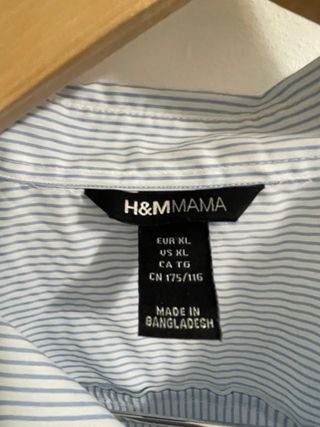 H&MMAMA
EUR XL
US XL
CA TG
CN 175/116
MADE IN
BANGLADESH